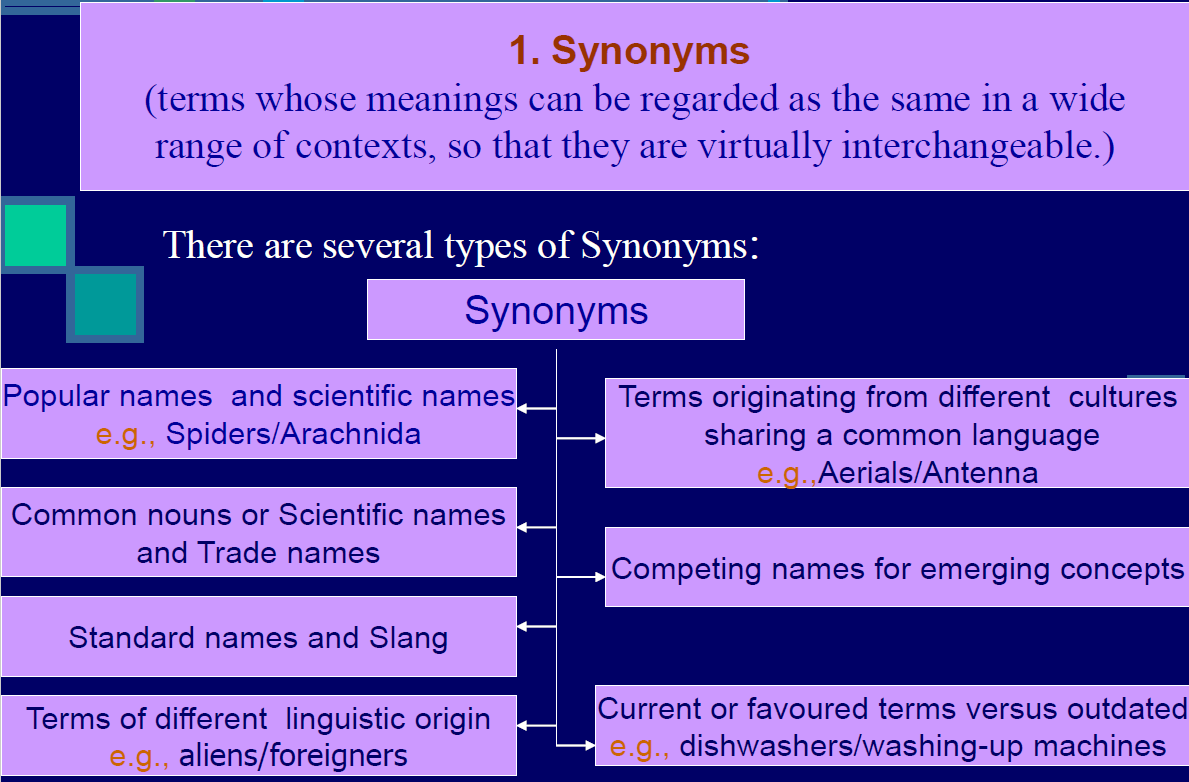 1. Synonyms
(terms whose meanings can be regarded as the same in a wide
range of contexts, so that they are virtually interchangeable.)
There are several types of Synonyms:
Synonyms
Popular names and scientific names
e.g., Spiders/Arachnida
Common nouns or Scientific names
and Trade names
Standard names and Slang
Terms of different linguistic origin
e.g., aliens/foreigners
Terms originating from different cultures
sharing a common language
e.g.,Aerials/Antenna
Competing names for emerging concepts
Current or favoured terms versus outdated
e.g., dishwashers/washing-up machines